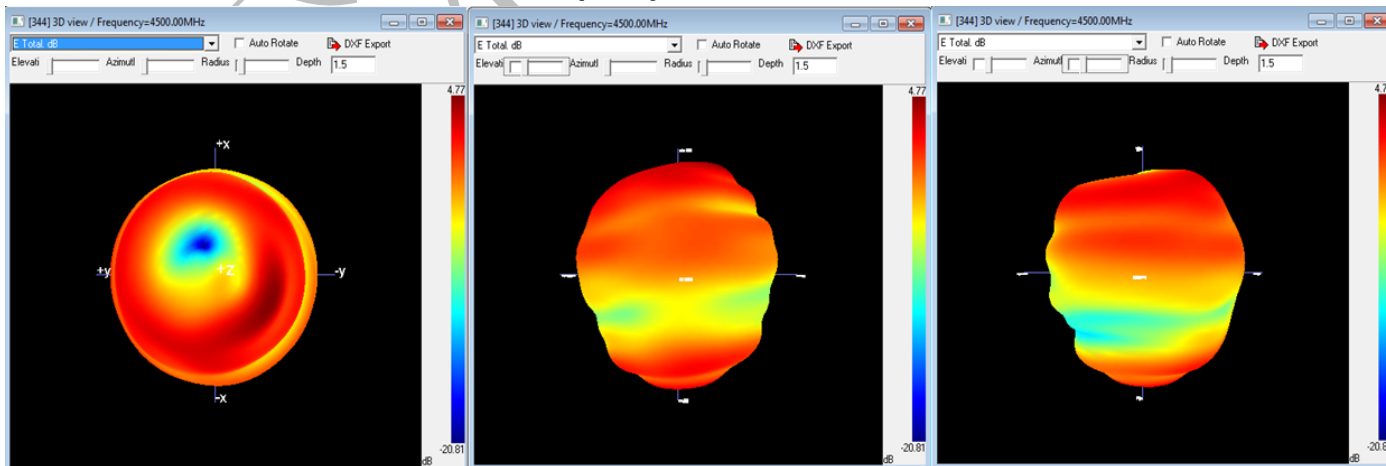 [344] 3D view / Frequency=4500.00MHz
E Total. dB
Auto Rotate
DXF Export
Elevati
Azimutl
Radius
Depth
1.5
4.77
+x
+y
+z
-y
-x
-20.81
dB
[344] 3D view / Frequency=4500.00MHz
E Total. dB
Auto Rotate
DXF Export
Elevati
Azimutl
Radius
Depth
1.5
4.77
-20.81
dB
[344] 3D view / Frequency=4500.00MHz
E Total. dB
Auto Rotate
DXF Export
Elevati
Azimutl
Radius
Depth
1.5
dB